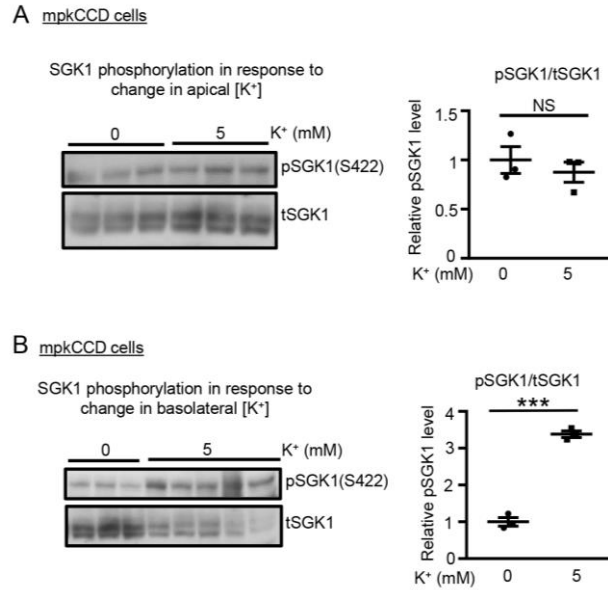 A mpkCCD cells
SGK1 phosphorylation in response to
change in apical [K⁺]
0 5 K⁺ (mM)
pSGK1(S422)
tSGK1
pSGK1/tSGK1
NS
Relative pSGK1 level
1.5
1
0.5
0
K⁺ (mM) 0 5
B mpkCCD cells
SGK1 phosphorylation in response to
change in basolateral [K⁺]
0 5 K⁺ (mM)
pSGK1(S422)
tSGK1
pSGK1/tSGK1
***
Relative pSGK1 level
4
3
2
1
0
K⁺ (mM) 0 5